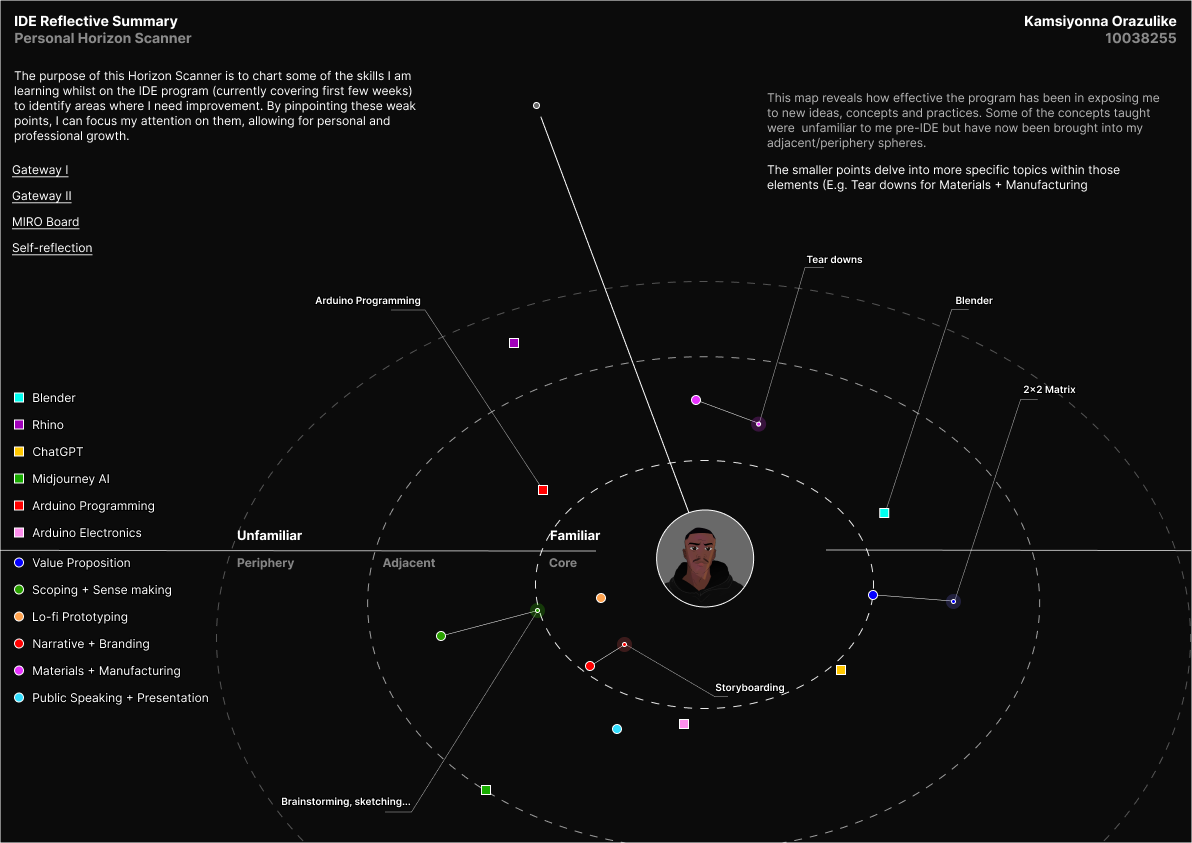 IDE Reflective Summary
Personal Horizon Scanner
Kamsiyonna Orazulike
10038255
The purpose of this Horizon Scanner is to chart some of the skills I am
learning whilst on the IDE program (currently covering first few weeks)
to identify areas where I need improvement. By pinpointing these weak
points, I can focus my attention on them, allowing for personal and
professional growth.
This map reveals how effective the program has been in exposing me
to new ideas, concepts and practices. Some of the concepts taught
were  unfamiliar to me pre-IDE but have now been brought into my
adjacent/periphery spheres.
The smaller points delve into more specific topics within those
elements (E.g. Tear downs for Materials + Manufacturing
Gateway I
Gateway II
MIRO Board
Self-reflection
Tear downs
Arduino Programming
Blender
2×2 Matrix
Blender
Rhino
ChatGPT
Midjourney AI
Arduino Programming
Arduino Electronics
Unfamiliar
Familiar
Periphery
Adjacent
Core
Value Proposition
Scoping + Sense making
Lo-fi Prototyping
Narrative + Branding
Materials + Manufacturing
Public Speaking + Presentation
Storyboarding
Brainstorming, sketching...